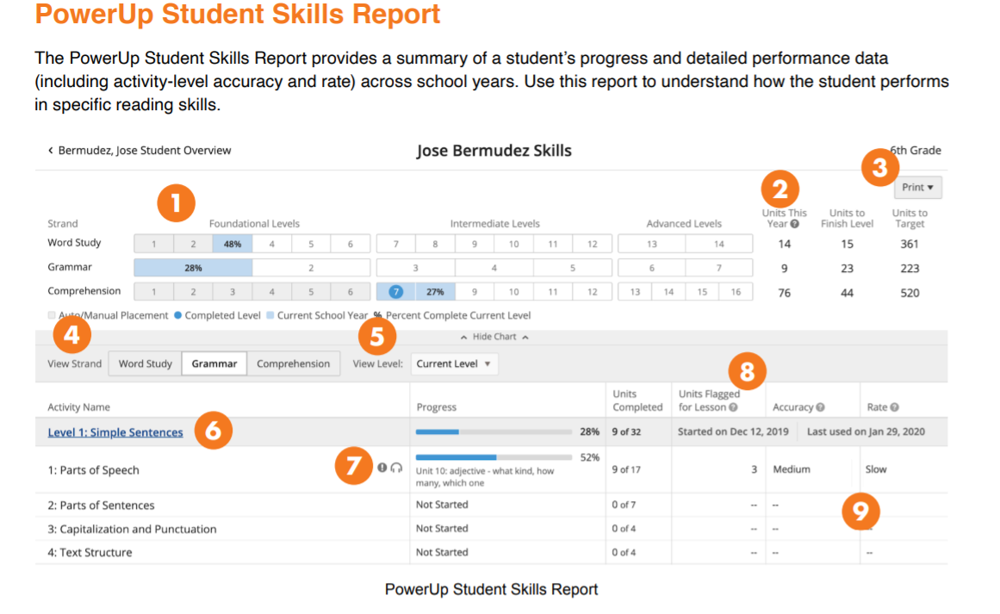 PowerUp Student Skills Report
The PowerUp Student Skills Report provides a summary of a student's progress and detailed performance data
(including activity-level accuracy and rate) across school years. Use this report to understand how the student performs
in specific reading skills.
< Bermudez, Jose Student Overview
Jose Bermudez Skills
6th Grade
3
Print ▼
1
2
Strand
Foundational Levels
Intermediate Levels
Advanced Levels
Units This Year
Units to Finish Level
Units to Target
Word Study 1 2 48% 4 5 6 7 8 9 10 11 12 13 14 14 15 361
Grammar 28% 2 3 4 5 6 7 9 23 223
Comprehension 1 2 3 4 5 6 7 27% 9 10 11 12 13 14 15 16 76 44 520
Auto/Manual Placement Completed Level Current School Year % Percent Complete Current Level
Hide Chart
4
5
View Strand Word Study Grammar Comprehension View Level: Current Level ▼
8
Activity Name Progress Units Completed Units Flagged for Lesson Accuracy Rate
Level 1: Simple Sentences 6 28% 9 of 32 Started on Dec 12, 2019 Last used on Jan 29, 2020
1: Parts of Speech 7 52% 9 of 17 3 Medium Slow
Unit 10: adjective - what kind, how
many, which one
2: Parts of Sentences Not Started 0 of 7 -- --
9
3: Capitalization and Punctuation Not Started 0 of 4 -- -- --
4: Text Structure Not Started 0 of 4 -- -- --
PowerUp Student Skills Report